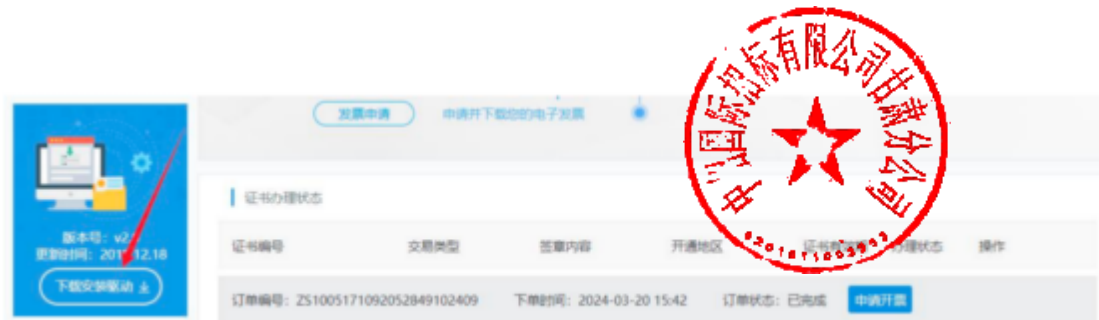 发票申请
申请并下载您的电子发票
证书办理状态
更新时间:
下载安装驱动
证书编号
交易类型
签章内容
开通地区
办理状态
操作
订单编号:ZS1005171092052849102409
下单时间:2024-03-20 15:42
订单状态:已完成
申请开票
国际招标有限公司甘肃分公司